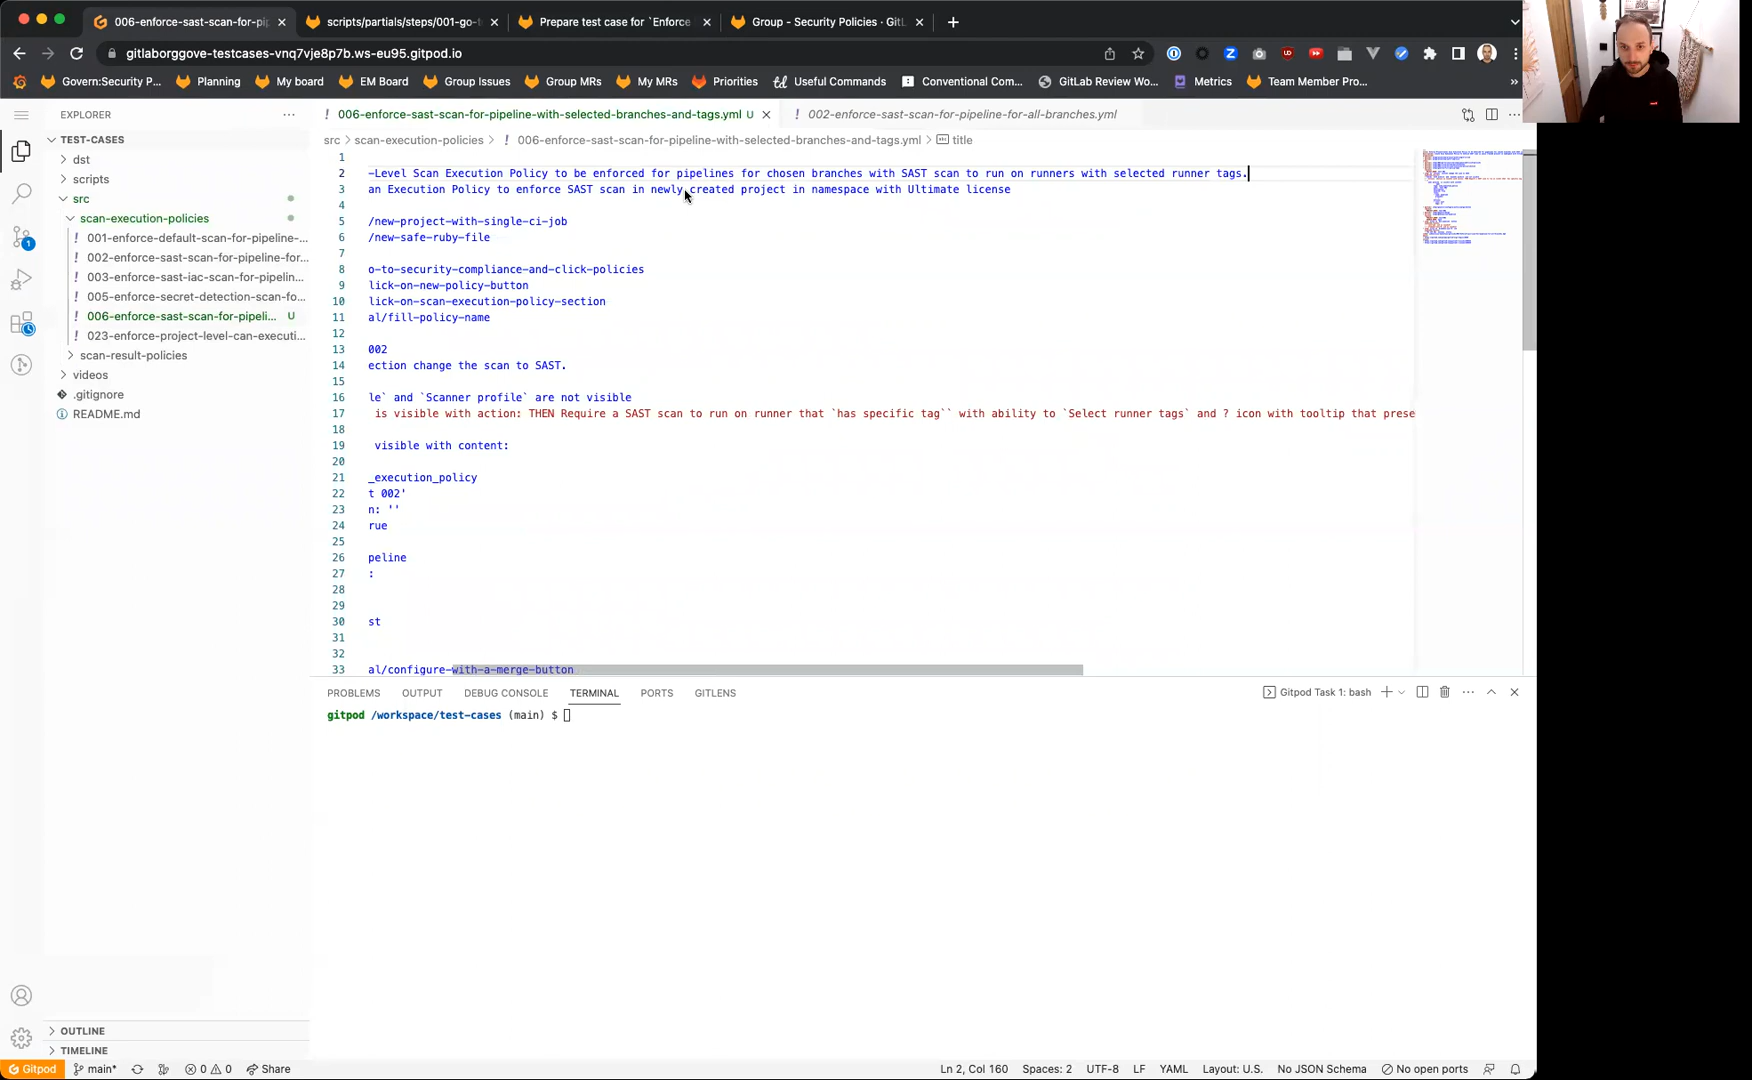 006-enforce-sast-scan-for-pi
scripts/partials/steps/001-go-t
Prepare test case for `Enforce
Group - Security Policies · GitL
gitlaborggove-testcases-vnq7vje8p7b.ws-eu95.gitpod.io
Govern:Security P...
Planning
My board
EM Board
Group Issues
Group MRs
My MRs
Priorities
Useful Commands
Conventional Com...
GitLab Review Wo...
Metrics
Team Member Pro...
»
EXPLORER
TEST-CASES
dst
scripts
src
scan-execution-policies
! 001-enforce-default-scan-for-pipeline-...
! 002-enforce-sast-scan-for-pipeline-for...
! 003-enforce-sast-iac-scan-for-pipelin...
! 005-enforce-secret-detection-scan-fo...
! 006-enforce-sast-scan-for-pipeli... U
! 023-enforce-project-level-can-executi...
scan-result-policies
videos
.gitignore
README.md
OUTLINE
TIMELINE
! 006-enforce-sast-scan-for-pipeline-with-selected-branches-and-tags.yml U
! 002-enforce-sast-scan-for-pipeline-for-all-branches.yml
src > scan-execution-policies > ! 006-enforce-sast-scan-for-pipeline-with-selected-branches-and-tags.yml > title
1
2 -Level Scan Execution Policy to be enforced for pipelines for chosen branches with SAST scan to run on runners with selected runner tags.
3 an Execution Policy to enforce SAST scan in newly created project in namespace with Ultimate license
4
5 /new-project-with-single-ci-job
6 /new-safe-ruby-file
7
8 o-to-security-compliance-and-click-policies
9 lick-on-new-policy-button
10 lick-on-scan-execution-policy-section
11 al/fill-policy-name
12
13 002
14 ection change the scan to SAST.
15
16 le` and `Scanner profile` are not visible
17 is visible with action: THEN Require a SAST scan to run on runner that `has specific tag`` with ability to `Select runner tags` and ? icon with tooltip that prese
18
19 visible with content:
20
21 _execution_policy
22 t 002'
23 n: ''
24 rue
25
26 peline
27 :
28
29
30 st
31
32
33 al/configure-with-a-merge-button
PROBLEMS
OUTPUT
DEBUG CONSOLE
TERMINAL
PORTS
GITLENS
Gitpod Task 1: bash
gitpod /workspace/test-cases (main) $
Gitpod
main*
0
0
Share
Ln 2, Col 160
Spaces: 2
UTF-8
LF
YAML
Layout: U.S.
No JSON Schema
No open ports